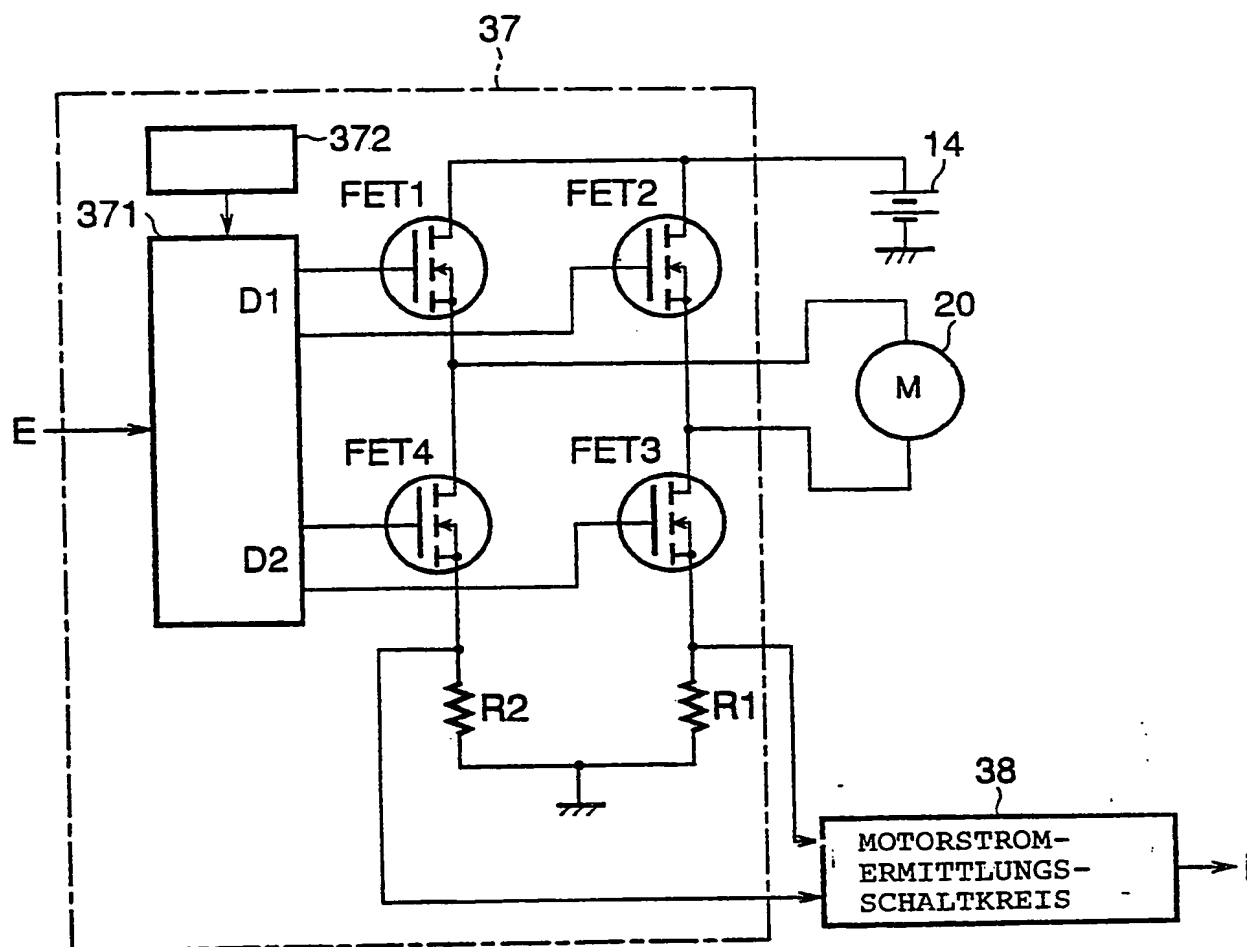 37
372
14
FET1
FET2
371
D1
20
M
E
FET4
FET3
D2
R2
R1
38
MOTORSTROM-
ERMITTLUNGS-
SCHALTKREIS